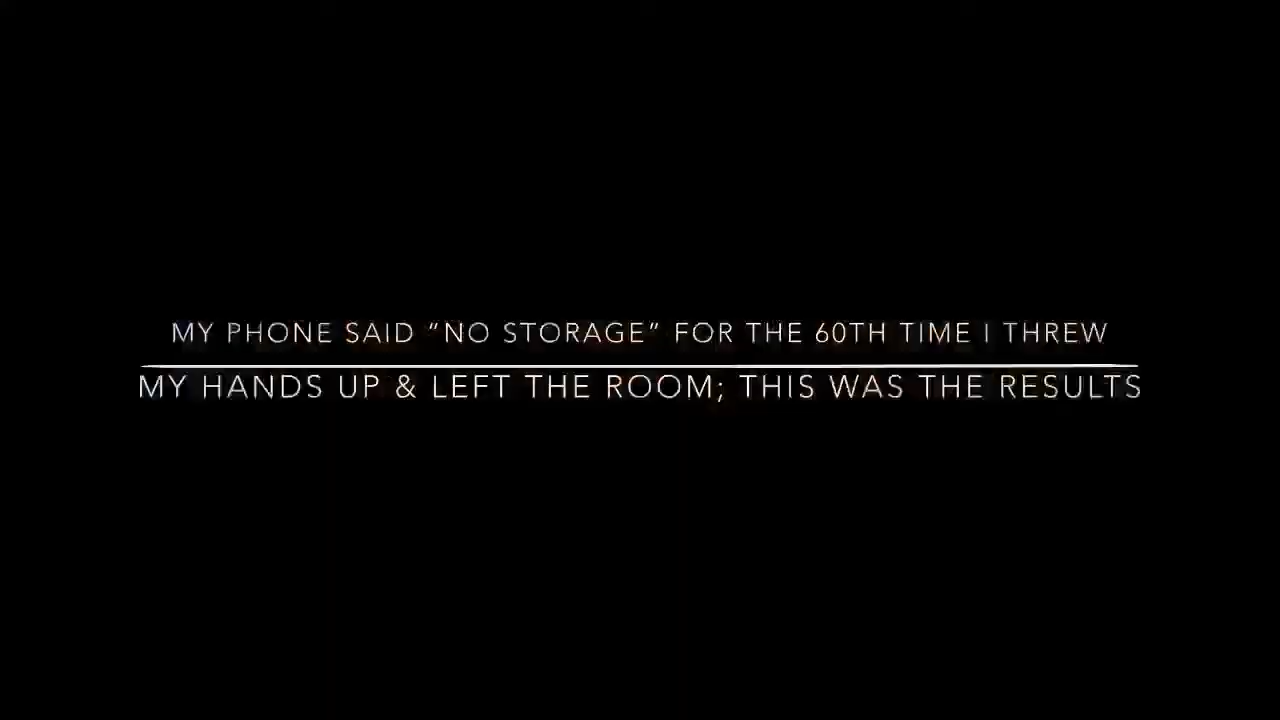 MY PHONE SAID “NO STORAGE” FOR THE 60TH TIME I THREW
MY HANDS UP & LEFT THE ROOM; THIS WAS THE RESULTS